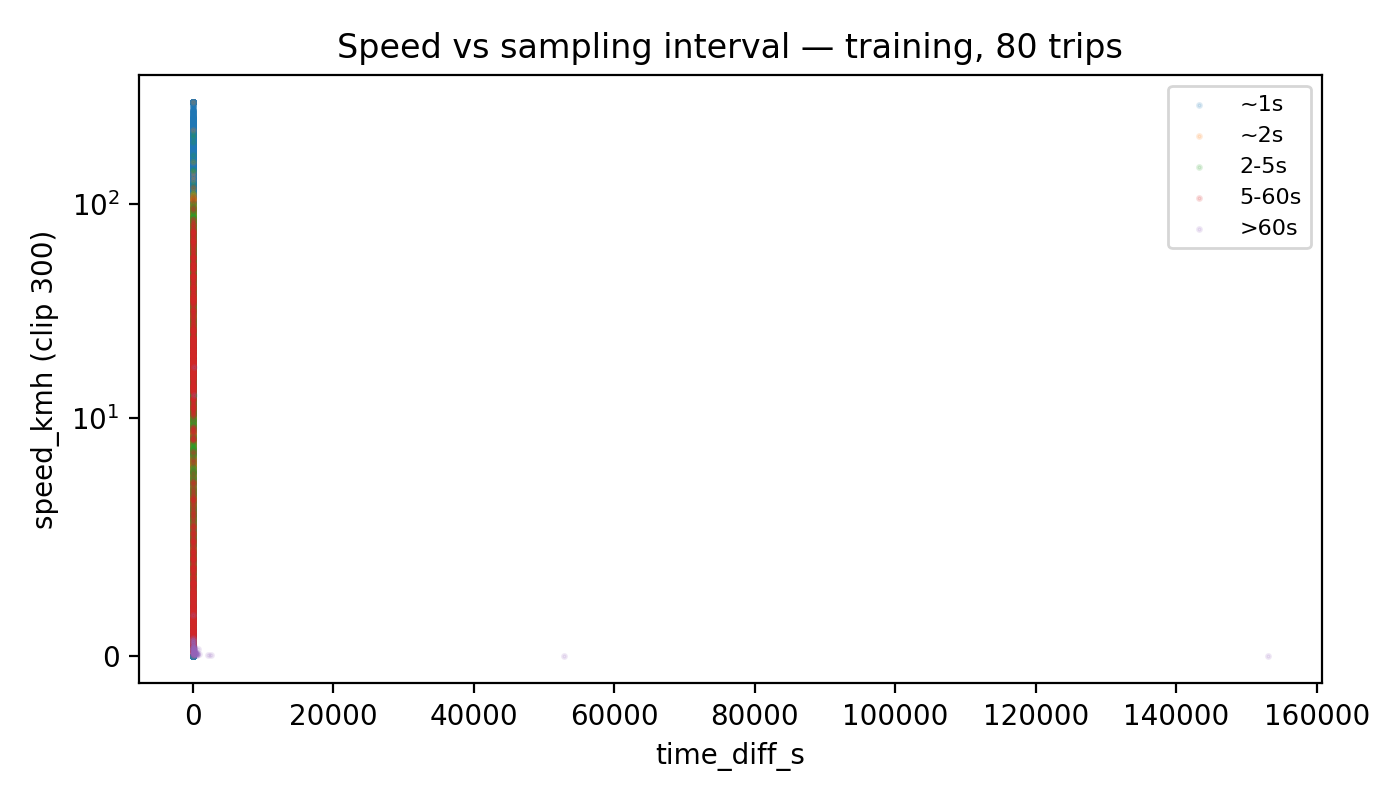 Speed vs sampling interval — training, 80 trips
~1s
~2s
2-5s
5-60s
>60s
speed_kmh (clip 300)
10²
10¹
0
0
20000
40000
60000
80000
100000
120000
140000
160000
time_diff_s